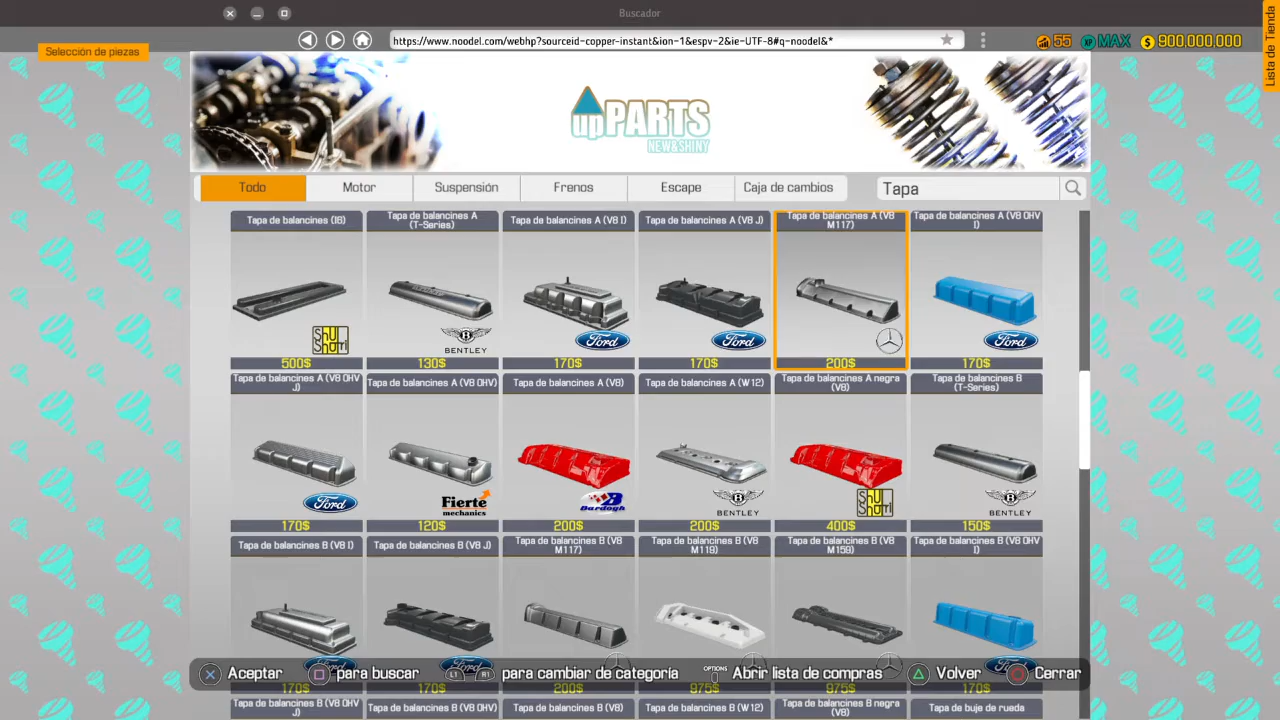 Buscador
Lista de Tienda
Selección de piezas
https://www.noodel.com/webhp?sourceid-copper-instant&ion-1&espv-2&ie-UTF-8#q-noodel&*
55
XP MAX
$ 900,000,000
upPARTS
NEW&SHINY
Todo
Motor
Suspensión
Frenos
Escape
Caja de cambios
Tapa
Tapa de balancines (I6)
Tapa de balancines A (T-Series)
Tapa de balancines A (V8 I)
Tapa de balancines A (V8 J)
Tapa de balancines A (V8 M117)
Tapa de balancines A (V8 OHV I)
BENTLEY
Ford
Ford
Ford
500$
130$
170$
170$
200$
170$
Tapa de balancines A (V8 OHV J)
Tapa de balancines A (V8 OHV)
Tapa de balancines A (V8)
Tapa de balancines A (W12)
Tapa de balancines A negra (V8)
Tapa de balancines B (T-Series)
Ford
Fierte mechanics
Bardogh
BENTLEY
BENTLEY
170$
120$
200$
200$
400$
150$
Tapa de balancines B (V8 I)
Tapa de balancines B (V8 J)
Tapa de balancines B (V8 M117)
Tapa de balancines B (V8 M119)
Tapa de balancines B (V8 M159)
Tapa de balancines B (V8 OHV I)
Aceptar
para buscar
L1 R1 para cambiar de categoría
OPTIONS Abrir lista de compras
Volver
Cerrar
170$
170$
200$
975$
975$
170$
Tapa de balancines B (V8 OHV J)
Tapa de balancines B (V8 OHV)
Tapa de balancines B (V8)
Tapa de balancines B (W12)
Tapa de balancines B negra (V8)
Tapa de buje de rueda